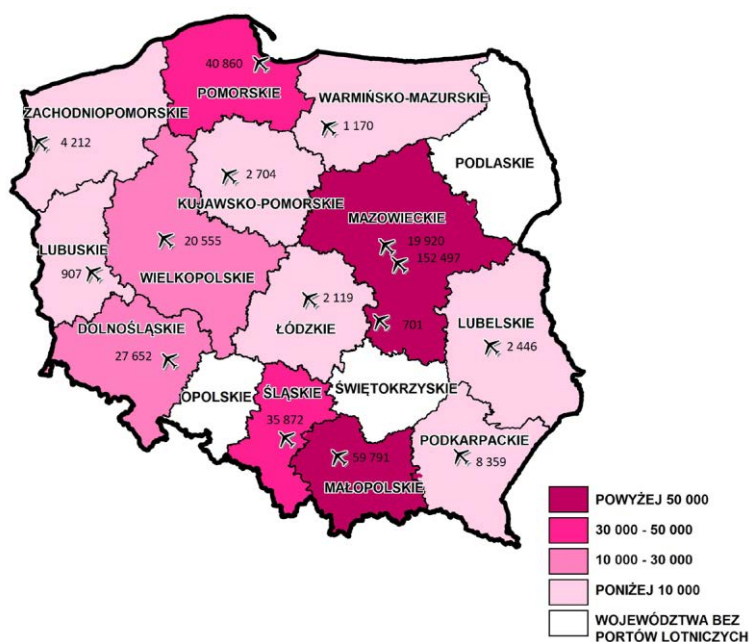 40 860
POMORSKIE
ZACHODNIOPOMORSKIE
4 212
WARMIŃSKO-MAZURSKIE
1 170
PODLASKIE
2 704
KUJAWSKO-POMORSKIE
MAZOWIECKIE
19 920
152 497
701
LUBUSKIE
907
20 555
WIELKOPOLSKIE
2 119
ŁÓDZKIE
DOLNOŚLĄSKIE
27 652
LUBELSKIE
2 446
OPOLSKIE
ŚLĄSKIE
35 872
ŚWIĘTOKRZYSKIE
59 791
MAŁOPOLSKIE
PODKARPACKIE
8 359
POWYŻEJ 50 000
30 000 - 50 000
10 000 - 30 000
PONIŻEJ 10 000
WOJEWÓDZTWA BEZ
PORTÓW LOTNICZYCH